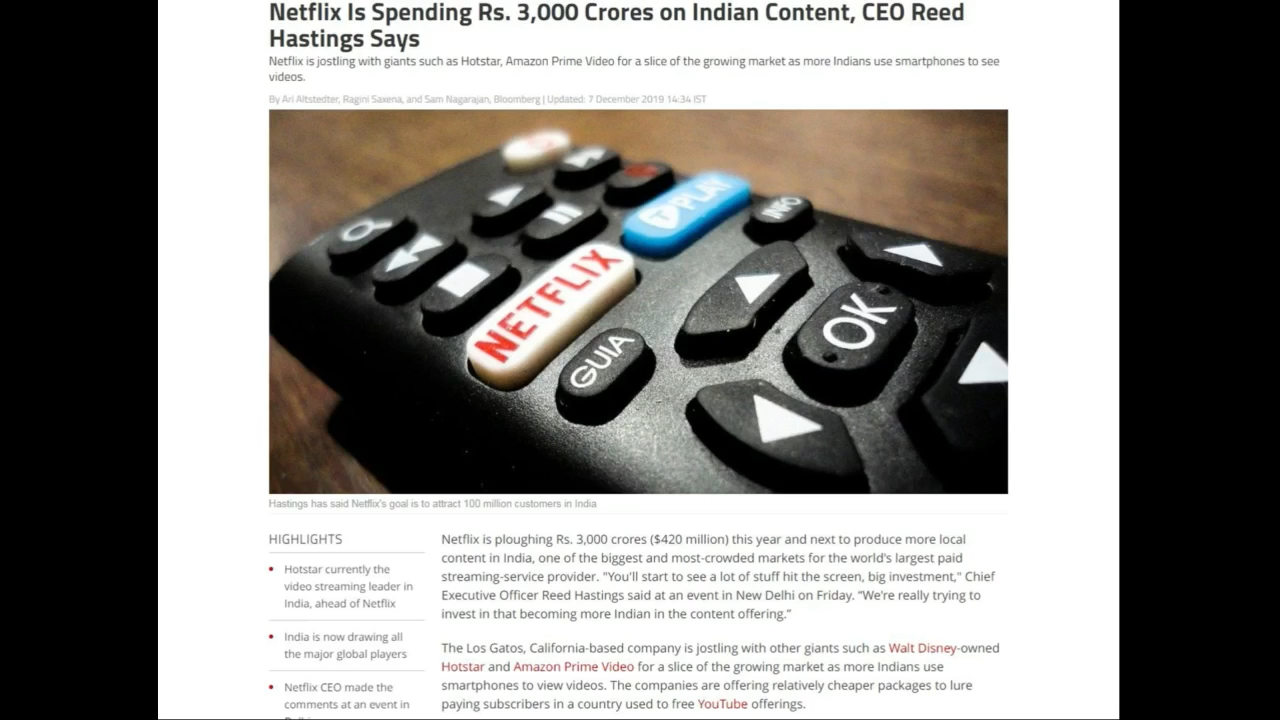 Netflix Is Spending Rs. 3,000 Crores on Indian Content, CEO Reed
Hastings Says
Netflix is jostling with giants such as Hotstar, Amazon Prime Video for a slice of the growing market as more Indians use smartphones to see
videos.
By Ari Altstedter, Ragini Saxena, and Sam Nagarajan, Bloomberg | Updated: 7 December 2019 14:34 IST
PLAY
INFO
NETFLIX
OK
GUIA
Hastings has said Netflix's goal is to attract 100 million customers in India
HIGHLIGHTS
Hotstar currently the
video streaming leader in
India, ahead of Netflix
India is now drawing all
the major global players
Netflix CEO made the
comments at an event in
Netflix is ploughing Rs. 3,000 crores ($420 million) this year and next to produce more local
content in India, one of the biggest and most-crowded markets for the world's largest paid
streaming-service provider. "You'll start to see a lot of stuff hit the screen, big investment," Chief
Executive Officer Reed Hastings said at an event in New Delhi on Friday. "We're really trying to
invest in that becoming more Indian in the content offering."
The Los Gatos, California-based company is jostling with other giants such as Walt Disney-owned
Hotstar and Amazon Prime Video for a slice of the growing market as more Indians use
smartphones to view videos. The companies are offering relatively cheaper packages to lure
paying subscribers in a country used to free YouTube offerings.